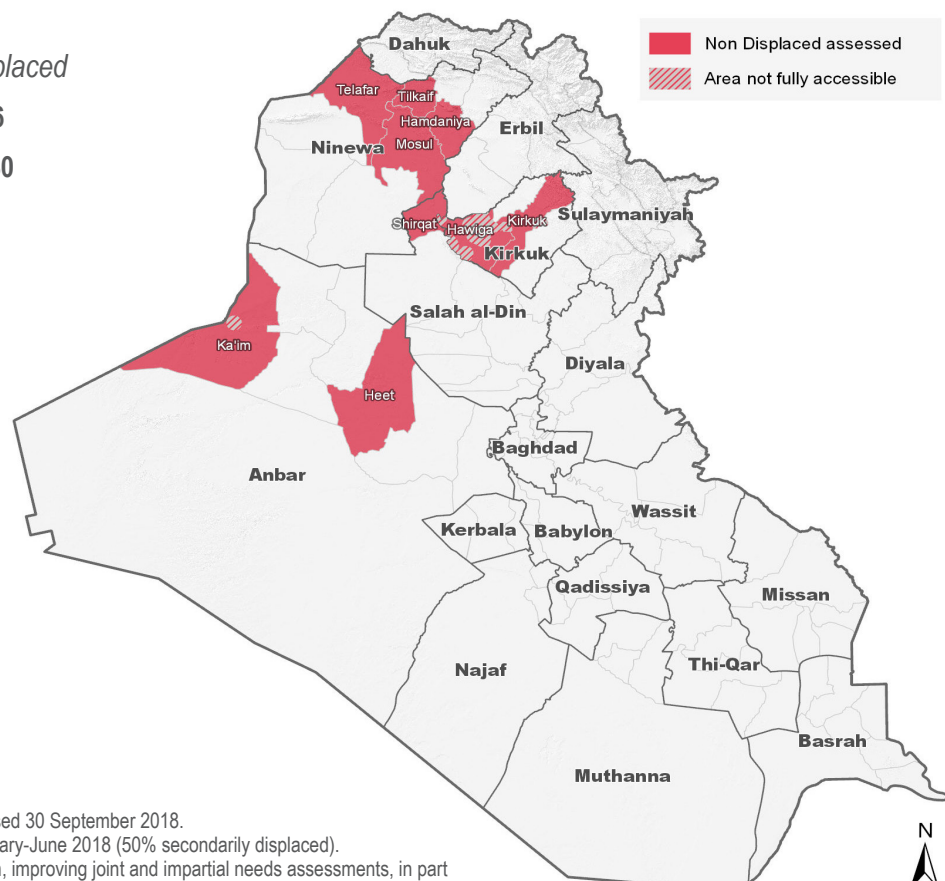 placed
6
0
Non Displaced assessed
Area not fully accessible
Dahuk
Telafar
Tilkaif
Hamdaniya
Erbil
Ninewa
Mosul
Sulaymaniyah
Shirqat
Hawiga
Kirkuk
Kirkuk
Salah al-Din
Ka'im
Diyala
Heet
Baghdad
Anbar
Wassit
Kerbala
Babylon
Qadissiya
Missan
Najaf
Thi-Qar
Basrah
Muthanna
N
sed 30 September 2018.
ary-June 2018 (50% secondarily displaced).
, improving joint and impartial needs assessments, in part